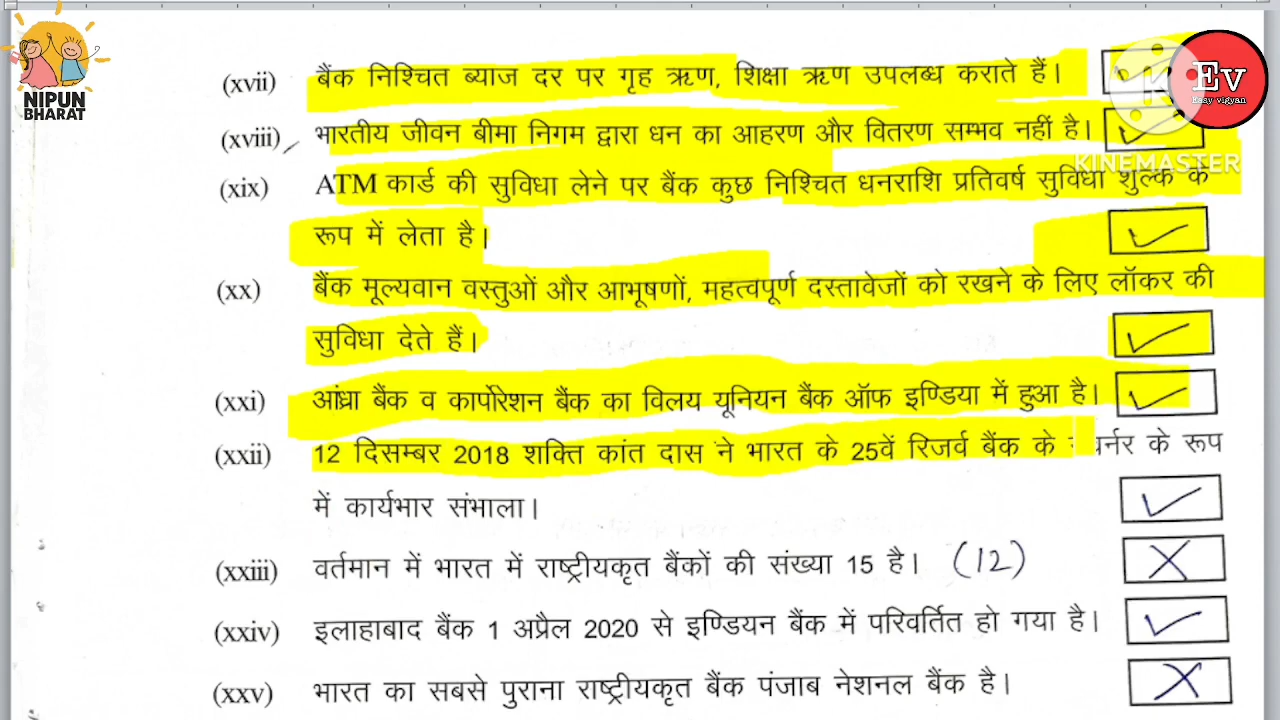 NIPUN
BHARAT
Ev
Easy vigyan
KINEMASTER
(xvii) बैंक निश्चित ब्याज दर पर गृह ऋण, शिक्षा ऋण उपलब्ध कराते हैं।
(xviii) भारतीय जीवन बीमा निगम द्वारा धन का आहरण और वितरण सम्भव नहीं है।
(xix) ATM कार्ड की सुविधा लेने पर बैंक कुछ निश्चित धनराशि प्रतिवर्ष सुविधा शुल्क के
रूप में लेता है।
(xx) बैंक मूल्यवान वस्तुओं और आभूषणों, महत्वपूर्ण दस्तावेजों को रखने के लिए लॉकर की
सुविधा देते हैं।
(xxi) आंध्रा बैंक व कार्पोरेशन बैंक का विलय यूनियन बैंक ऑफ इण्डिया में हुआ है।
(xxii) 12 दिसम्बर 2018 शक्ति कांत दास ने भारत के 25वें रिजर्व बैंक के र्नर के रूप
में कार्यभार संभाला।
(xxiii) वर्तमान में भारत में राष्ट्रीयकृत बैंकों की संख्या 15 है। (12)
(xxiv) इलाहाबाद बैंक 1 अप्रैल 2020 से इण्डियन बैंक में परिवर्तित हो गया है।
(xxv) भारत का सबसे पुराना राष्ट्रीयकृत बैंक पंजाब नेशनल बैंक है।